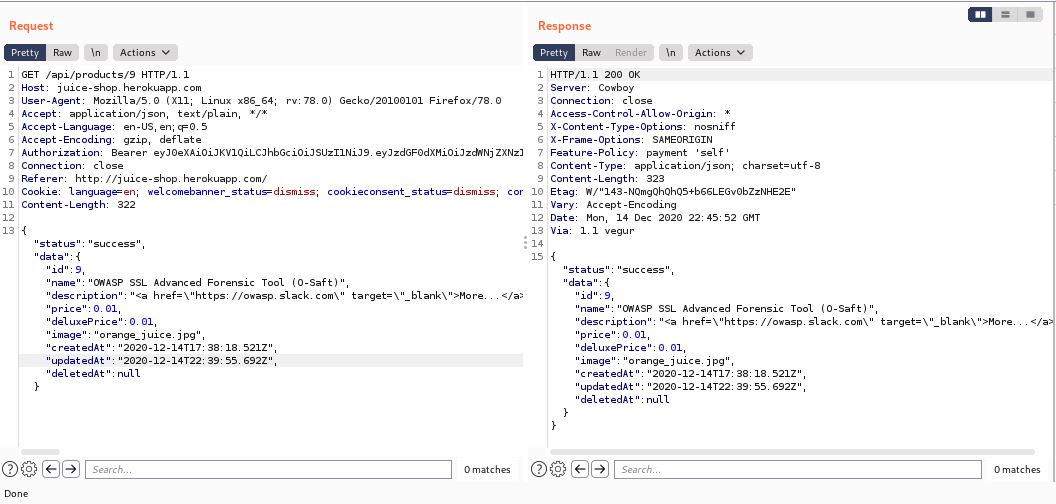 Request
Pretty Raw \n Actions
1 GET /api/products/9 HTTP/1.1
2 Host: juice-shop.herokuapp.com
3 User-Agent: Mozilla/5.0 (X11; Linux x86_64; rv:78.0) Gecko/20100101 Firefox/78.0
4 Accept: application/json, text/plain, */*
5 Accept-Language: en-US,en;q=0.5
6 Accept-Encoding: gzip, deflate
7 Authorization: Bearer eyJ0eXAiOiJKV1QiLCJhbGciOiJSUzI1NiJ9.eyJzdGF0dXMiOiJzdWNjZXNzI
8 Connection: close
9 Referer: http://juice-shop.herokuapp.com/
10 Cookie: language=en; welcomebanner_status=dismiss; cookieconsent_status=dismiss; cor
11 Content-Length: 322
12
13 {
"status":"success",
"data":{
"id":9,
"name":"OWASP SSL Advanced Forensic Tool (O-Saft)",
"description":"<a href=\"https://owasp.slack.com\" target=\"_blank\">More...</a>
"price":0.01,
"deluxePrice":0.01,
"image":"orange_juice.jpg",
"createdAt":"2020-12-14T17:38:18.521Z",
"updatedAt":"2020-12-14T22:39:55.692Z",
"deletedAt":null
}
Search...
0 matches
Response
Pretty Raw Render \n Actions
1 HTTP/1.1 200 OK
2 Server: Cowboy
3 Connection: close
4 Access-Control-Allow-Origin: *
5 X-Content-Type-Options: nosniff
6 X-Frame-Options: SAMEORIGIN
7 Feature-Policy: payment 'self'
8 Content-Type: application/json; charset=utf-8
9 Content-Length: 323
10 Etag: W/"143-NQmgQhQhQ5+b66LEGv0bZzNHE2E"
11 Vary: Accept-Encoding
12 Date: Mon, 14 Dec 2020 22:45:52 GMT
13 Via: 1.1 vegur
14
15 {
"status":"success",
"data":{
"id":9,
"name":"OWASP SSL Advanced Forensic Tool (O-Saft)",
"description":"<a href=\"https://owasp.slack.com\" target=\"_blank\">More...</a>
"price":0.01,
"deluxePrice":0.01,
"image":"orange_juice.jpg",
"createdAt":"2020-12-14T17:38:18.521Z",
"updatedAt":"2020-12-14T22:39:55.692Z",
"deletedAt":null
}
}
Search...
0 matches
Done